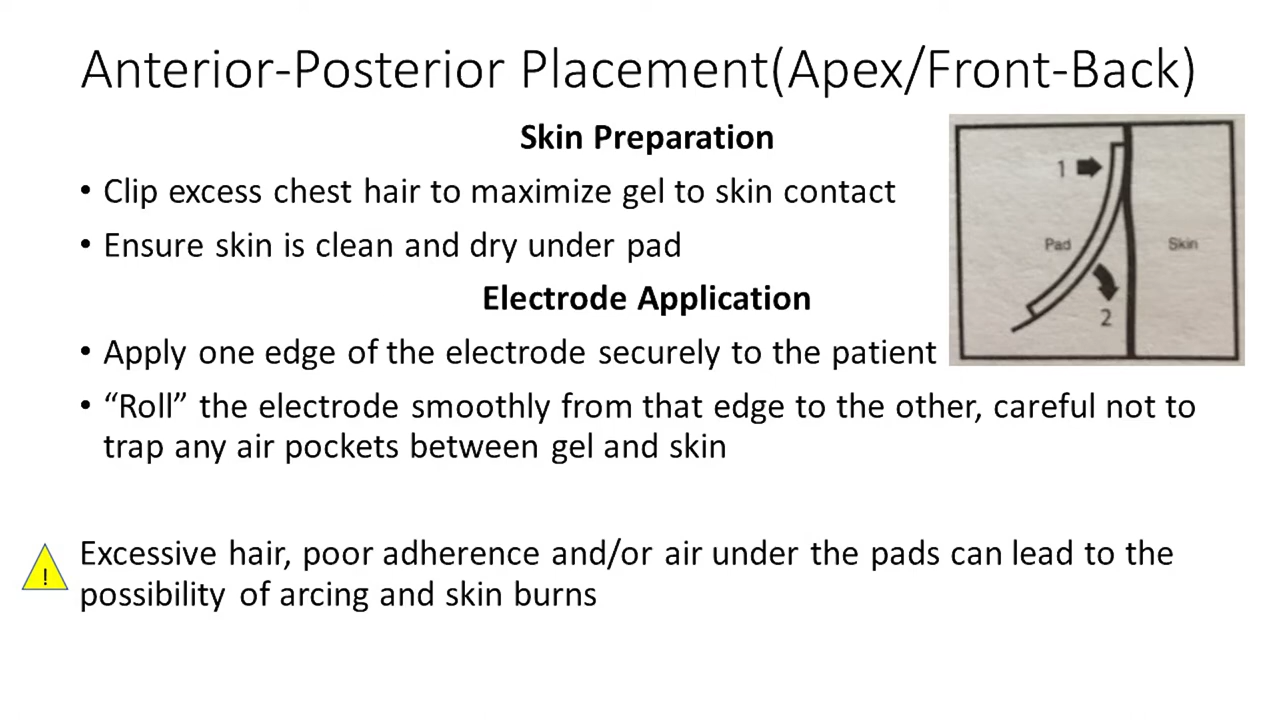 Anterior-Posterior Placement(Apex/Front-Back)
Skin Preparation
• Clip excess chest hair to maximize gel to skin contact
• Ensure skin is clean and dry under pad
Electrode Application
• Apply one edge of the electrode securely to the patient
• “Roll” the electrode smoothly from that edge to the other, careful not to
trap any air pockets between gel and skin
1
Pad
Skin
2
!
Excessive hair, poor adherence and/or air under the pads can lead to the
possibility of arcing and skin burns